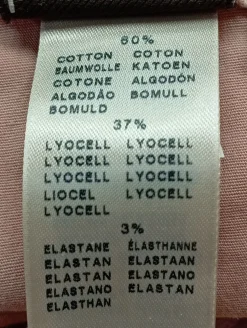 60%
COTTON COTON
BAUMWOLLE KATOEN
COTONE ALGODÓN
ALGODÃO BOMULL
BOMULD
37%
LYOCELL LYOCELL
LYOCELL LYOCELL
LYOCELL LYOCELL
LIOCEL LYOCELL
LYOCELL
3%
ELASTANE ÉLASTHANNE
ELASTAN ELASTAAN
ELASTAN ELASTANO
ELASTANO ELASTAN
ELASTHAN